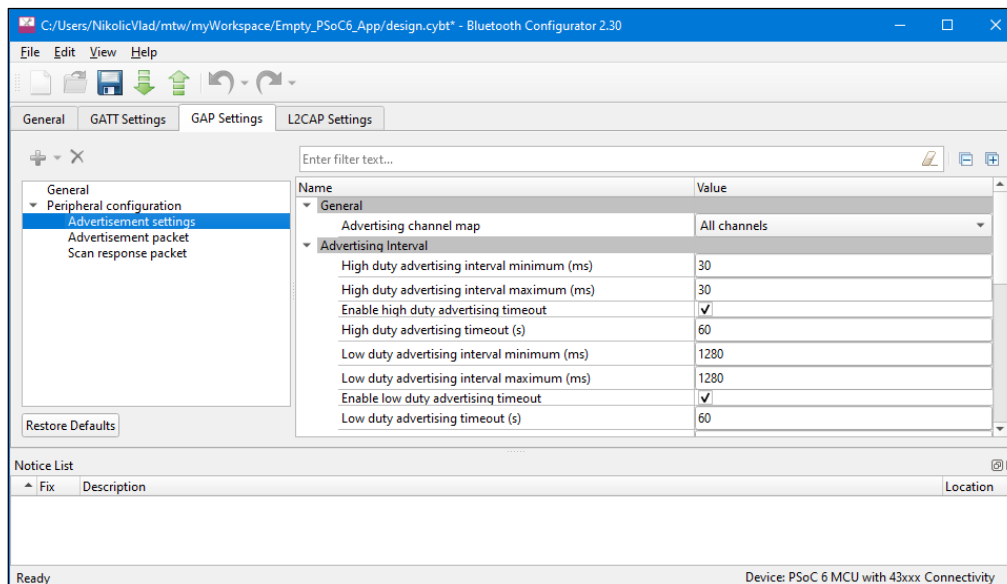 C:/Users/NikolicVlad/mtw/myWorkspace/Empty_PSoC6_App/design.cybt* - Bluetooth Configurator 2.30
File Edit View Help
General GATT Settings GAP Settings L2CAP Settings
Enter filter text...
General
Peripheral configuration
Advertisement settings
Advertisement packet
Scan response packet
Restore Defaults
Name Value
General
Advertising channel map All channels
Advertising Interval
High duty advertising interval minimum (ms) 30
High duty advertising interval maximum (ms) 30
Enable high duty advertising timeout
High duty advertising timeout (s) 60
Low duty advertising interval minimum (ms) 1280
Low duty advertising interval maximum (ms) 1280
Enable low duty advertising timeout
Low duty advertising timeout (s) 60
Notice List
Fix Description Location
Ready Device: PSoC 6 MCU with 43xxx Connectivity